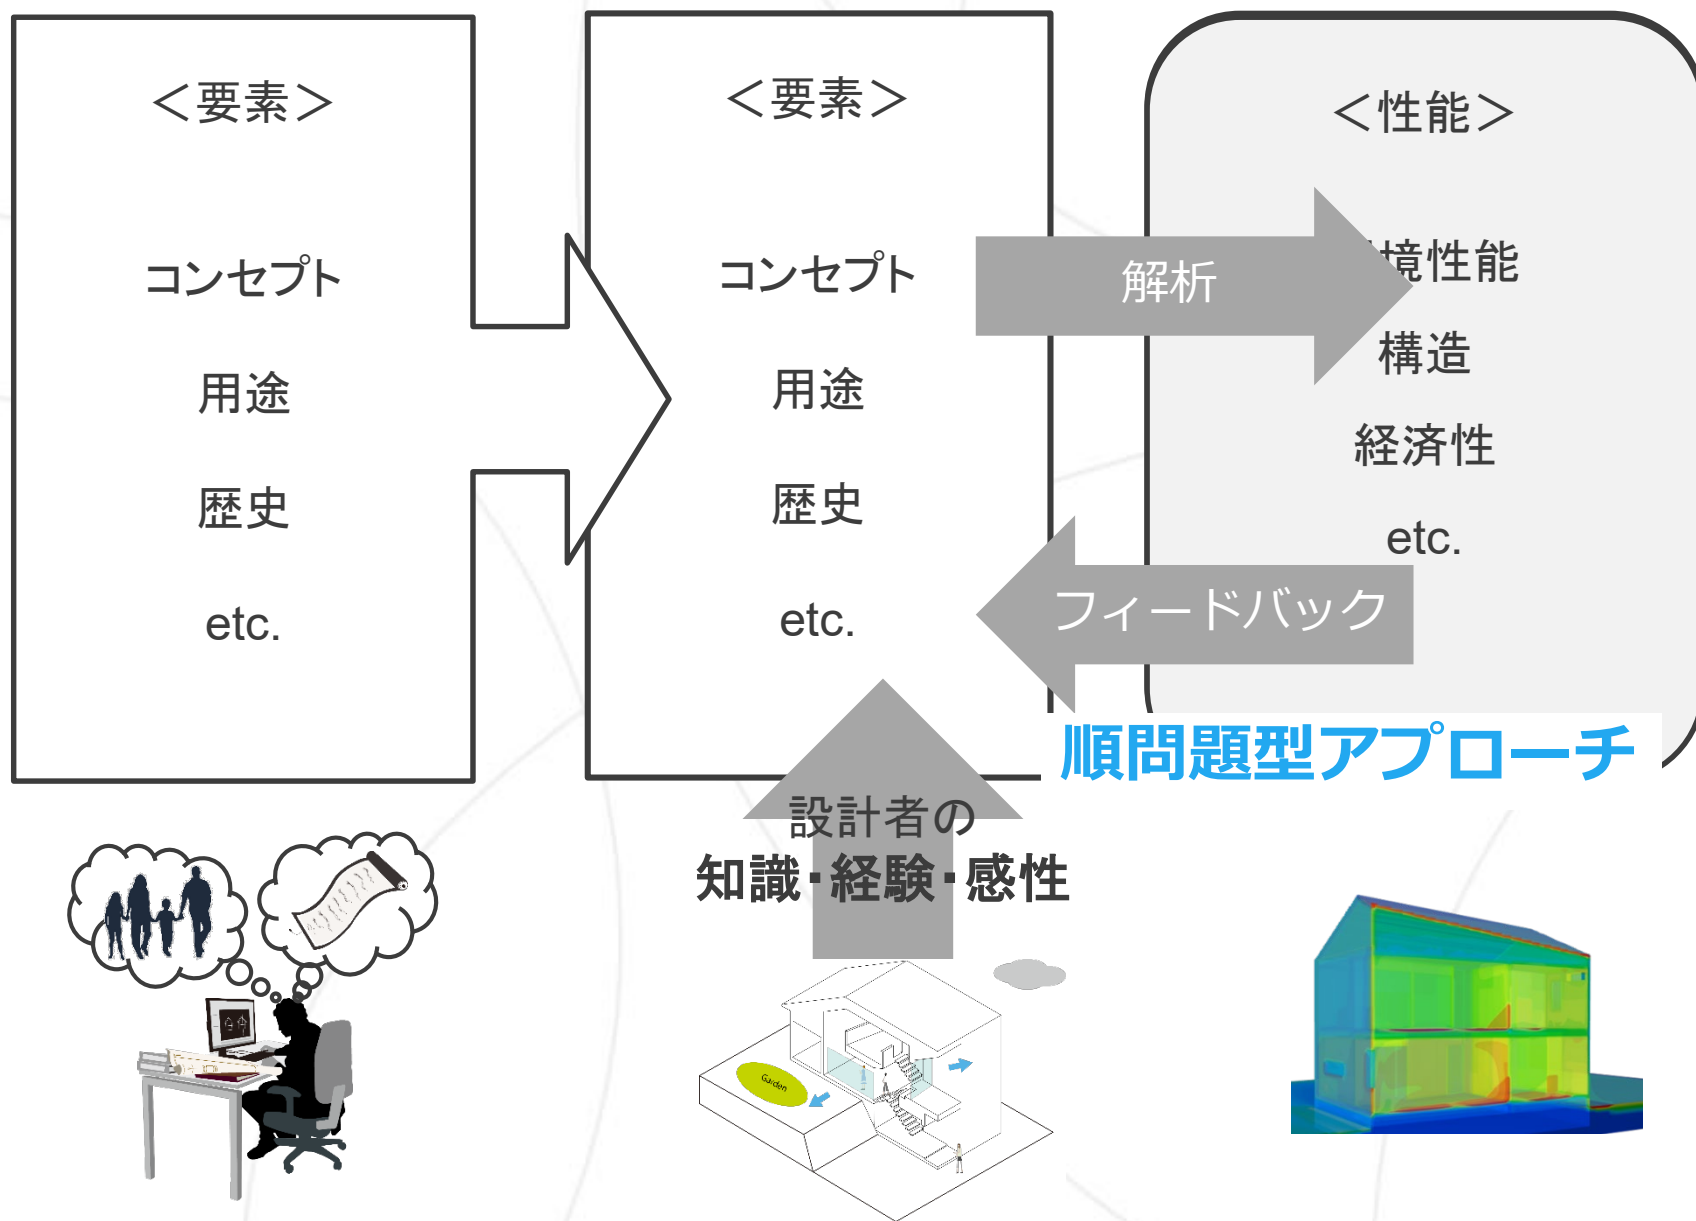 ＜要素＞
コンセプト
用途
歴史
etc.
＜要素＞
コンセプト
用途
歴史
etc.
＜性能＞
境性能
構造
経済性
etc.
解析
フィードバック
順問題型アプローチ
設計者の
知識・経験・感性
Garden